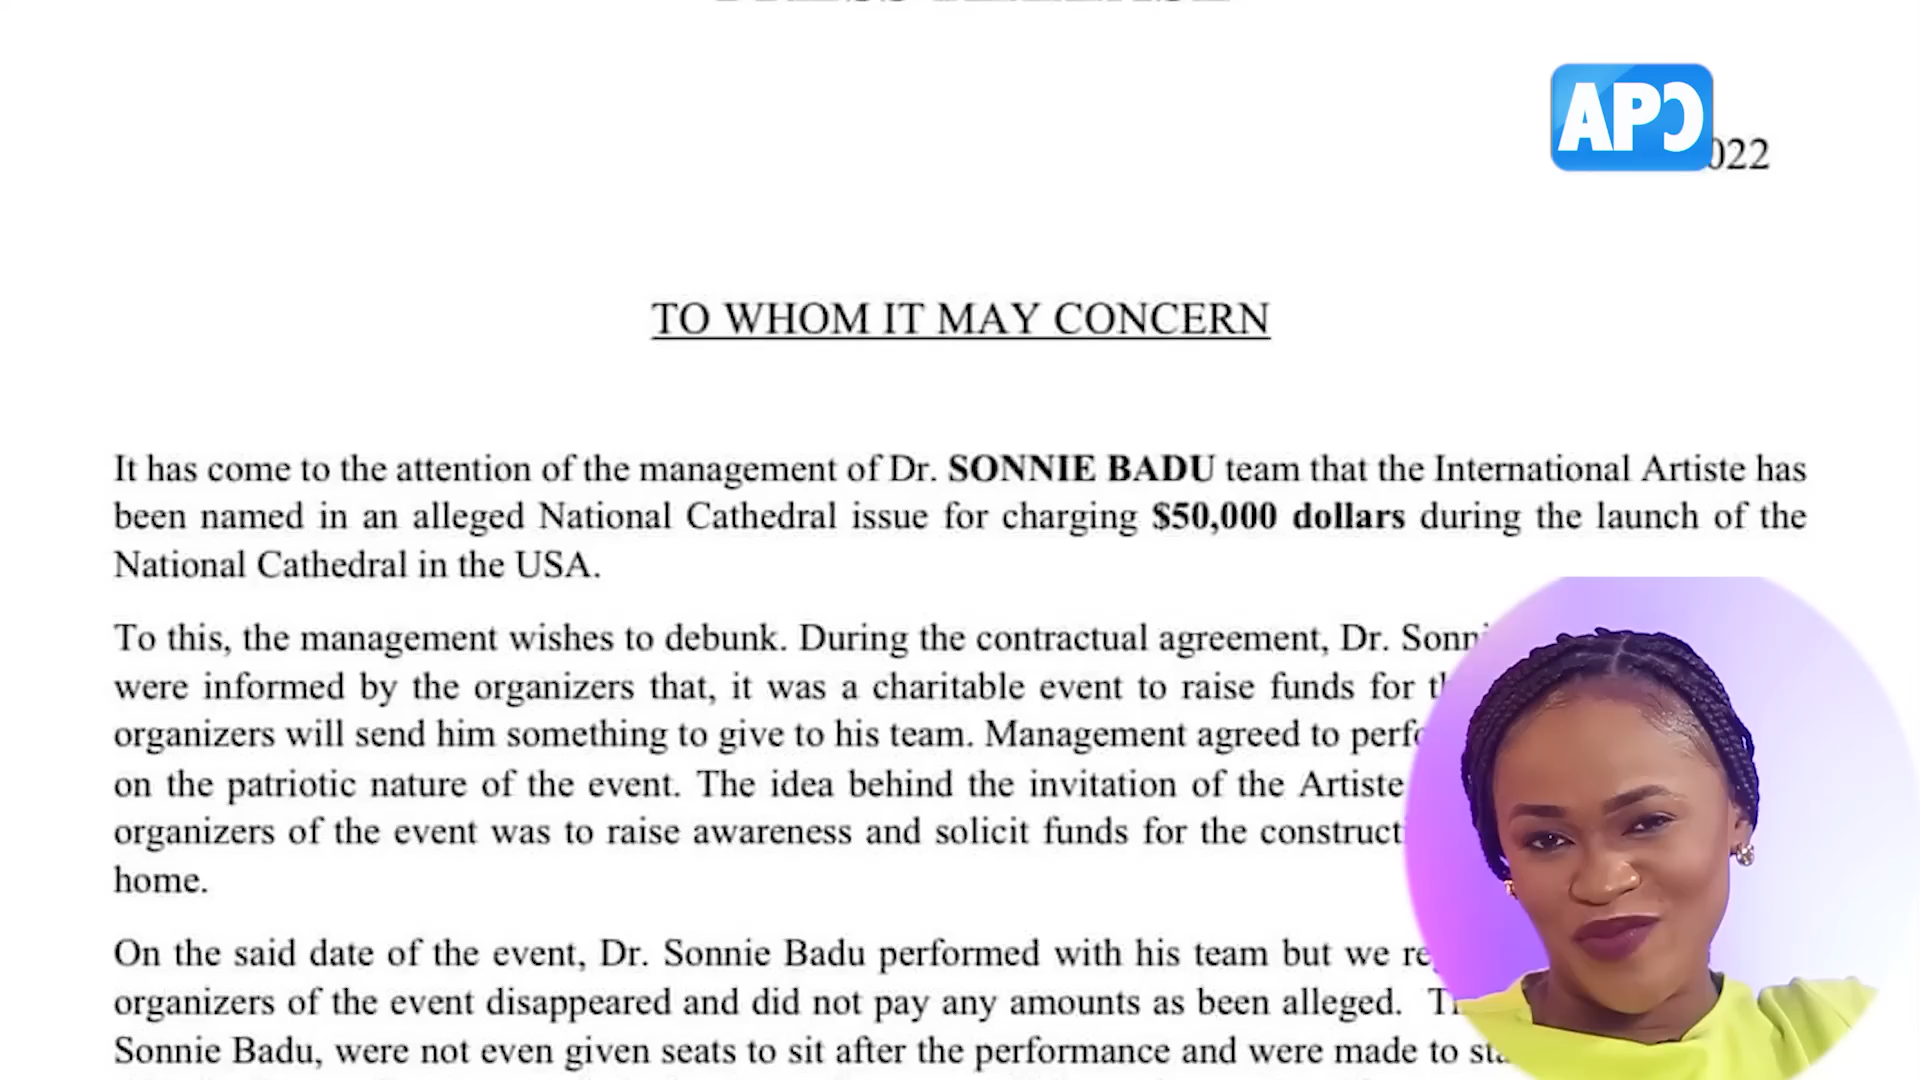 APC
022
TO WHOM IT MAY CONCERN
It has come to the attention of the management of Dr. SONNIE BADU team that the International Artiste has
been named in an alleged National Cathedral issue for charging $50,000 dollars during the launch of the
National Cathedral in the USA.
To this, the management wishes to debunk. During the contractual agreement, Dr.
were informed by the organizers that, it was a charitable event to raise funds for
organizers will send him something to give to his team. Management agreed to
on the patriotic nature of the event. The idea behind the invitation of the Artiste
organizers of the event was to raise awareness and solicit funds for the
home.
On the said date of the event, Dr. Sonnie Badu performed with his team but we
organizers of the event disappeared and did not pay any amounts as been alleged.
Sonnie Badu, were not even given seats to sit after the performance and were made to